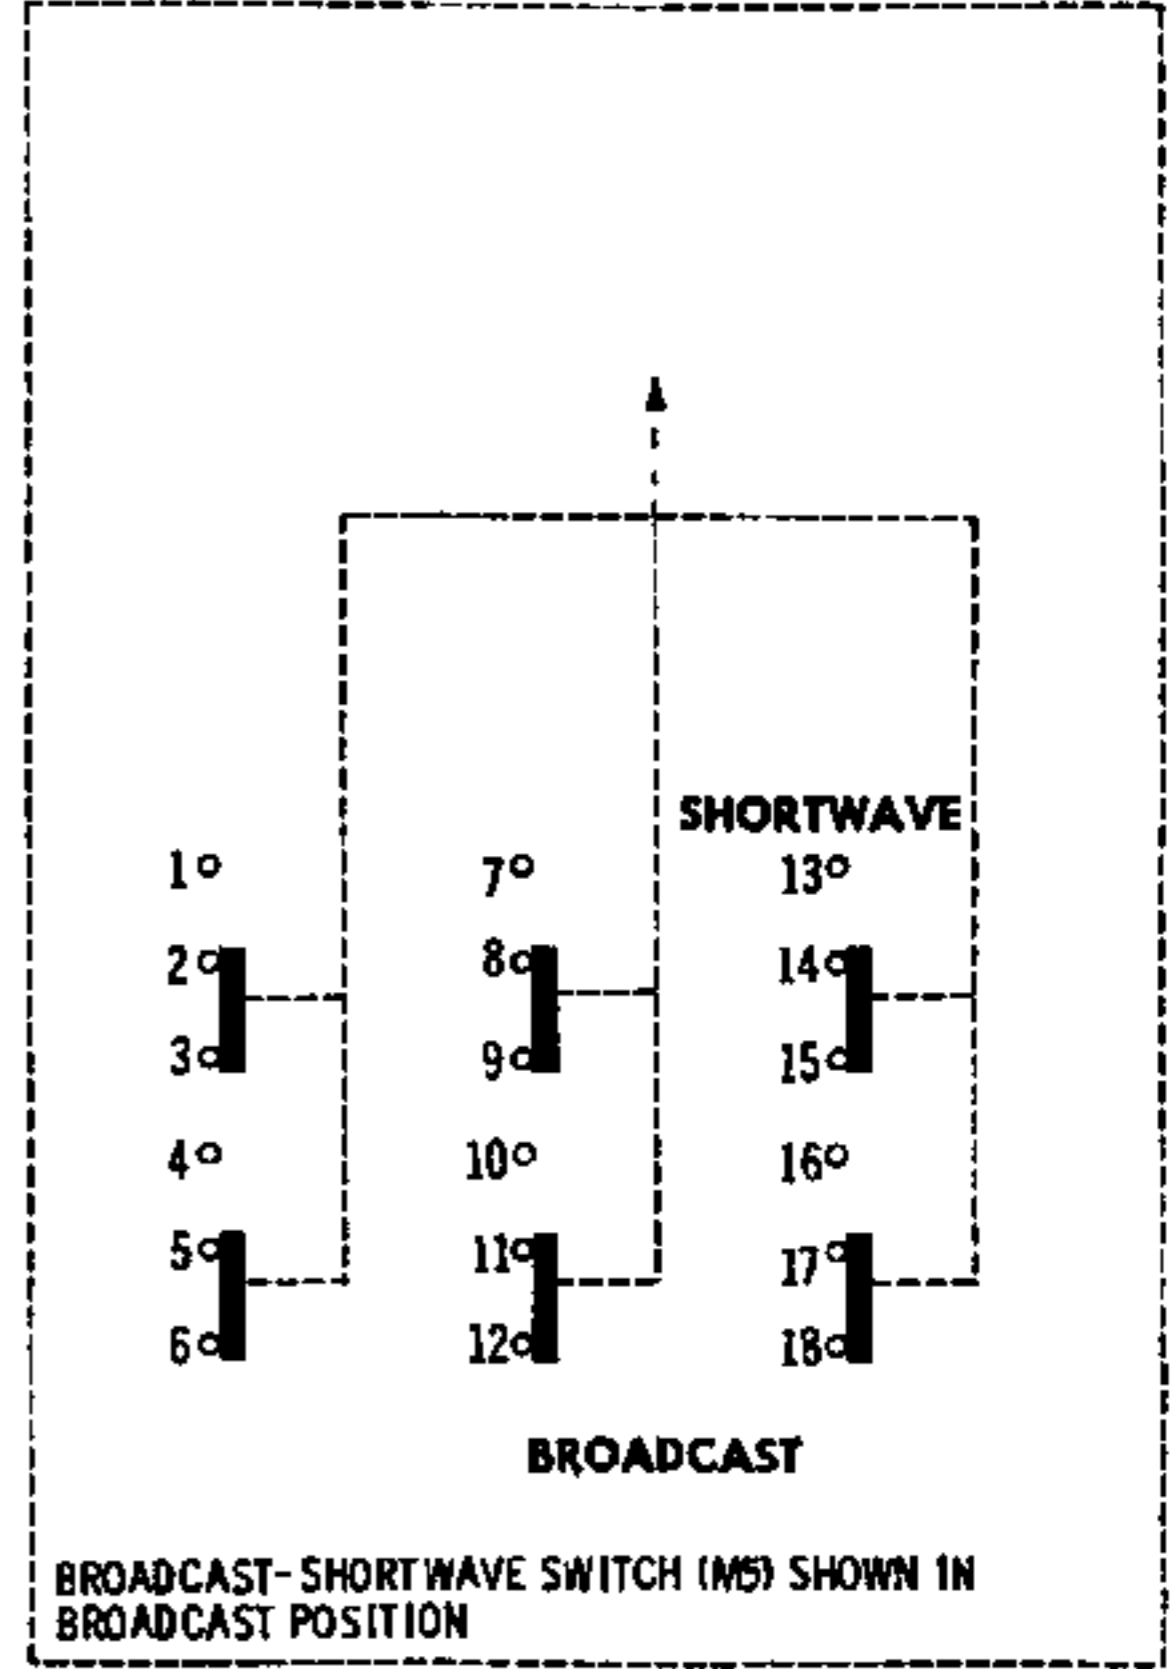 SHORTWAVE
1 7 13
2 8 14
3 9 15
4 10 16
5 11 17
6 12 18
BROADCAST
BROADCAST-SHORTWAVE SWITCH (M5) SHOWN IN
BROADCAST POSITION